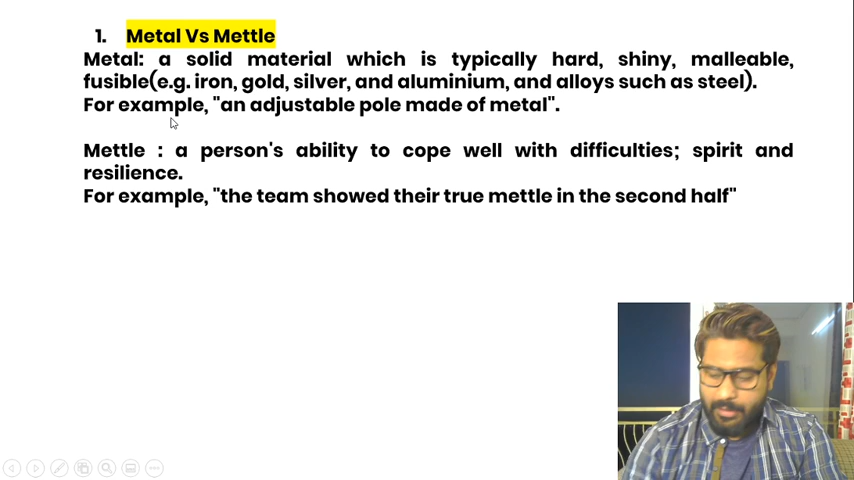 1. Metal Vs Mettle
Metal: a solid material which is typically hard, shiny, malleable,
fusible(e.g. iron, gold, silver, and aluminium, and alloys such as steel).
For example, "an adjustable pole made of metal".
Mettle : a person's ability to cope well with difficulties; spirit and
resilience.
For example, "the team showed their true mettle in the second half"